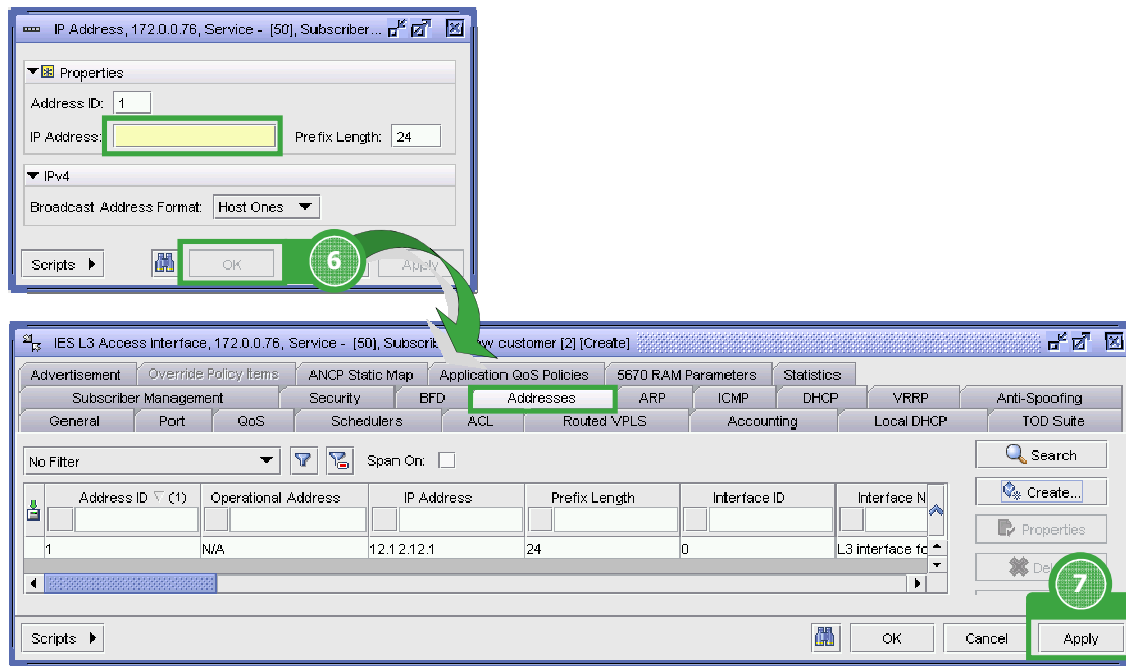 IP Address, 172.0.0.76, Service - [50], Subscriber...
Properties
Address ID: 1
IP Address: Prefix Length: 24
IPv4
Broadcast Address Format: Host Ones
Scripts OK 6 Apply
IES L3 Access Interface, 172.0.0.76, Service - [50], customer [2] [Create]
Advertisement Override Policy Items ANCP Static Map Application QoS Policies 5670 RAM Parameters Statistics
Subscriber Management Security BFD Addresses ARP ICMP DHCP VRRP Anti-Spoofing
General Port QoS Schedulers ACL Routed VPLS Accounting Local DHCP TOD Suite
No Filter Span On: Search
Address ID (1) Operational Address IP Address Prefix Length Interface ID Interface N
Create...
Properties
1 N/A 12.12.12.1 24 0 L3 interface fo
7
Scripts OK Cancel Apply